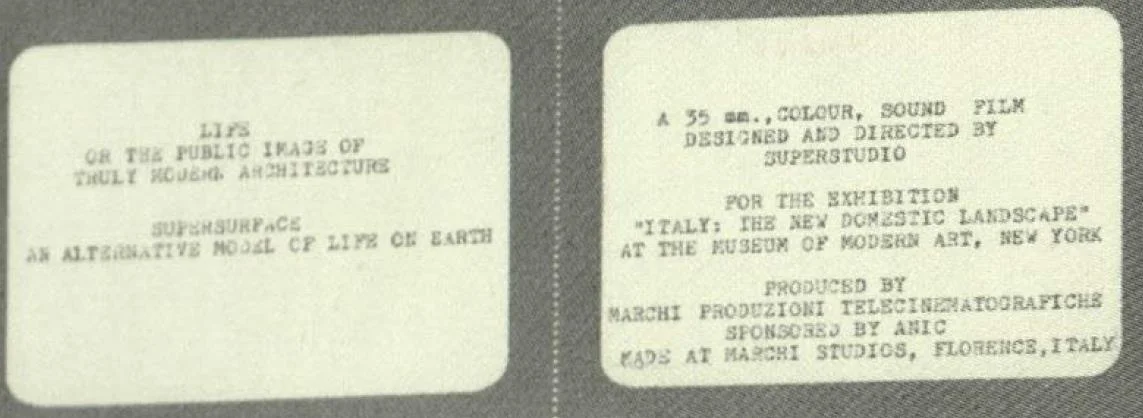 LIFE
OR THE PUBLIC IMAGE OF
TRULY MODERN ARCHITECTURE
SUPERSURFACE
AN ALTERNATIVE MODEL OF LIFE ON EARTH
A 35 mm., COLOUR, SOUND FILM
DESIGNED AND DIRECTED BY
SUPERSTUDIO
FOR THE EXHIBITION
"ITALY: THE NEW DOMESTIC LANDSCAPE"
AT THE MUSEUM OF MODERN ART, NEW YORK
PRODUCED BY
MARCHI PRODUZIONI TELECINEMATOGRAFICHE
SPONSORED BY ANIC
MADE AT MARCHI STUDIOS, FLORENCE, ITALY